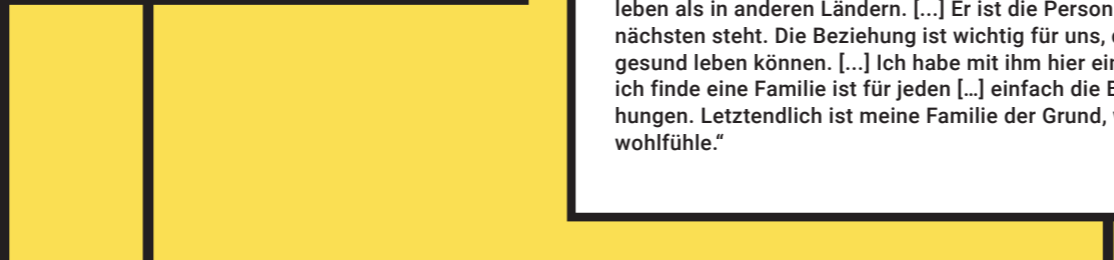 leben als in anderen Ländern. [...] Er ist die Person
nächsten steht. Die Beziehung ist wichtig für uns,
gesund leben können. [...] Ich habe mit ihm hier
ich finde eine Familie ist für jeden [...] einfach die
hungen. Letztendlich ist meine Familie der Grund,
wohlfühle.“